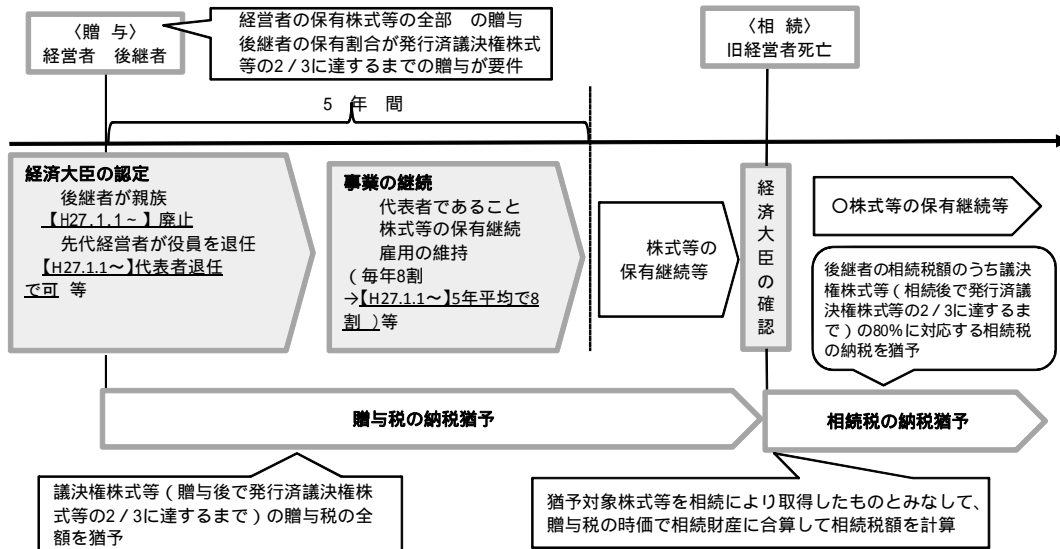 〈贈 与〉
経営者 後継者
経営者の保有株式等の全部 の贈与
後継者の保有割合が発行済議決権株式
等の2/3に達するまでの贈与が要件
〈相 続〉
旧経営者死亡
5 年 間
経済大臣の認定
後継者が親族
【H27.1.1~】廃止
先代経営者が役員を退任
【H27.1.1~】代表者退任
で可 等
事業の継続
代表者であること
株式等の保有継続
雇用の維持
(毎年8割
→【H27.1.1~】5年平均で8
割 )等
株式等の
保有継続等
経済大臣の確認
○株式等の保有継続等
後継者の相続税額のうち議決
権株式等(相続後で発行済議
決権株式等の2/3に達するま
で)の80%に対応する相続税
の納税を猶予
贈与税の納税猶予
相続税の納税猶予
議決権株式等(贈与後で発行済議決権株
式等の2/3に達するまで)の贈与税の全
額を猶予
猶予対象株式等を相続により取得したものとみなして、
贈与税の時価で相続財産に合算して相続税額を計算